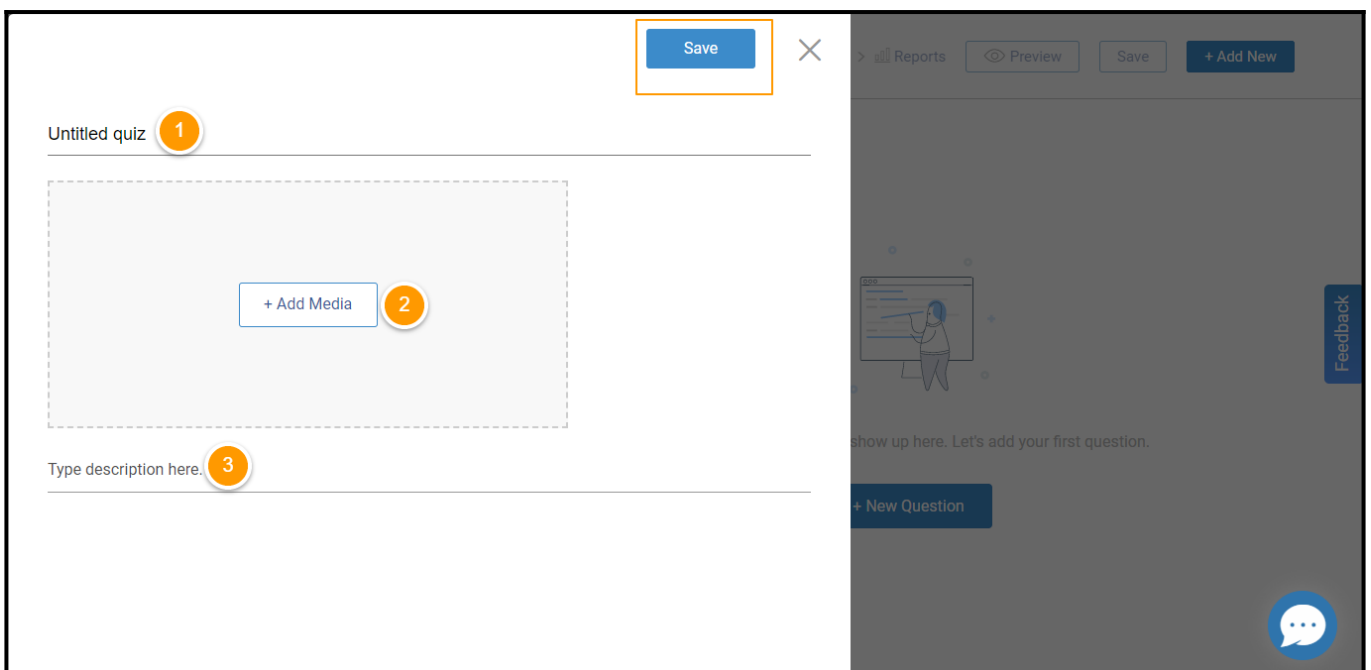 Save
> Reports
Preview
Save
+ Add New
Untitled quiz 1
+ Add Media 2
Feedback
show up here. Let's add your first question.
Type description here. 3
+ New Question